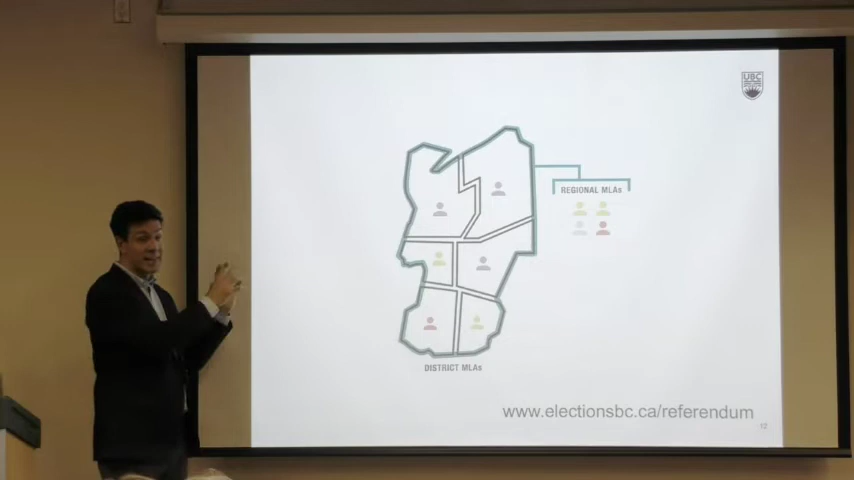 UBC
REGIONAL MLAs
DISTRICT MLAs
www.electionsbc.ca/referendum
12